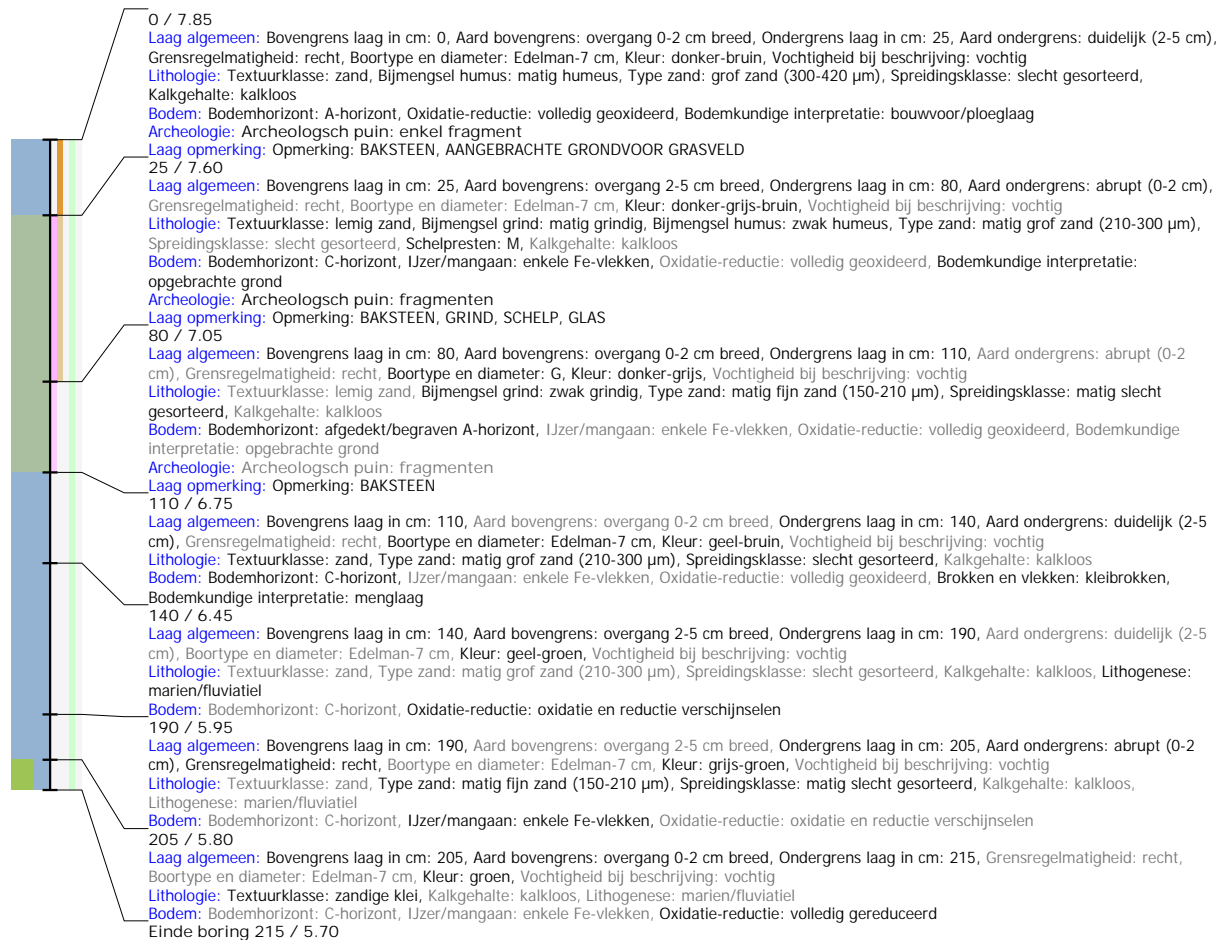 0 / 7.85
Laag algemeen: Bovengrens laag in cm: 0, Aard bovengrens: overgang 0-2 cm breed, Ondergrens laag in cm: 25, Aard ondergrens: duidelijk (2-5 cm),
Grensregelmatigheid: recht, Boortype en diameter: Edelman-7 cm, Kleur: donker-bruin, Vochtigheid bij beschrijving: vochtig
Lithologie: Textuurklasse: zand, Bijmengsel humus: matig humeus, Type zand: grof zand (300-420 µm), Spreidingsklasse: slecht gesorteerd,
Kalkgehalte: kalkloos
Bodem: Bodemhorizont: A-horizont, Oxidatie-reductie: volledig geoxideerd, Bodemkundige interpretatie: bouwvoor/ploeglaag
Archeologie: Archeologsch puin: enkel fragment
Laag opmerking: Opmerking: BAKSTEEN, AANGEBRACHTE GRONDVOOR GRASVELD
25 / 7.60
Laag algemeen: Bovengrens laag in cm: 25, Aard bovengrens: overgang 2-5 cm breed, Ondergrens laag in cm: 80, Aard ondergrens: abrupt (0-2 cm),
Grensregelmatigheid: recht, Boortype en diameter: Edelman-7 cm, Kleur: donker-grijs-bruin, Vochtigheid bij beschrijving: vochtig
Lithologie: Textuurklasse: lemig zand, Bijmengsel grind: matig grindig, Bijmengsel humus: zwak humeus, Type zand: matig grof zand (210-300 µm),
Spreidingsklasse: slecht gesorteerd, Schelpresten: M, Kalkgehalte: kalkloos
Bodem: Bodemhorizont: C-horizont, IJzer/mangaan: enkele Fe-vlekken, Oxidatie-reductie: volledig geoxideerd, Bodemkundige interpretatie:
opgebrachte grond
Archeologie: Archeologsch puin: fragmenten
Laag opmerking: Opmerking: BAKSTEEN, GRIND, SCHELP, GLAS
80 / 7.05
Laag algemeen: Bovengrens laag in cm: 80, Aard bovengrens: overgang 0-2 cm breed, Ondergrens laag in cm: 110, Aard ondergrens: abrupt (0-2
cm), Grensregelmatigheid: recht, Boortype en diameter: G, Kleur: donker-grijs, Vochtigheid bij beschrijving: vochtig
Lithologie: Textuurklasse: lemig zand, Bijmengsel grind: zwak grindig, Type zand: matig fijn zand (150-210 µm), Spreidingsklasse: matig slecht
gesorteerd, Kalkgehalte: kalkloos
Bodem: Bodemhorizont: afgedekt/begraven A-horizont, IJzer/mangaan: enkele Fe-vlekken, Oxidatie-reductie: volledig geoxideerd, Bodemkundige
interpretatie: opgebrachte grond
Archeologie: Archeologsch puin: fragmenten
Laag opmerking: Opmerking: BAKSTEEN
110 / 6.75
Laag algemeen: Bovengrens laag in cm: 110, Aard bovengrens: overgang 0-2 cm breed, Ondergrens laag in cm: 140, Aard ondergrens: duidelijk (2-5
cm), Grensregelmatigheid: recht, Boortype en diameter: Edelman-7 cm, Kleur: geel-bruin, Vochtigheid bij beschrijving: vochtig
Lithologie: Textuurklasse: zand, Type zand: matig grof zand (210-300 µm), Spreidingsklasse: slecht gesorteerd, Kalkgehalte: kalkloos
Bodem: Bodemhorizont: C-horizont, IJzer/mangaan: enkele Fe-vlekken, Oxidatie-reductie: volledig geoxideerd, Brokken en vlekken: kleibrokken,
Bodemkundige interpretatie: menglaag
140 / 6.45
Laag algemeen: Bovengrens laag in cm: 140, Aard bovengrens: overgang 2-5 cm breed, Ondergrens laag in cm: 190, Aard ondergrens: duidelijk (2-5
cm), Boortype en diameter: Edelman-7 cm, Kleur: geel-groen, Vochtigheid bij beschrijving: vochtig
Lithologie: Textuurklasse: zand, Type zand: matig grof zand (210-300 µm), Spreidingsklasse: slecht gesorteerd, Kalkgehalte: kalkloos, Lithogenese:
marien/fluviatiel
Bodem: Bodemhorizont: C-horizont, Oxidatie-reductie: oxidatie en reductie verschijnselen
190 / 5.95
Laag algemeen: Bovengrens laag in cm: 190, Aard bovengrens: overgang 2-5 cm breed, Ondergrens laag in cm: 205, Aard ondergrens: abrupt (0-2
cm), Grensregelmatigheid: recht, Boortype en diameter: Edelman-7 cm, Kleur: grijs-groen, Vochtigheid bij beschrijving: vochtig
Lithologie: Textuurklasse: zand, Type zand: matig fijn zand (150-210 µm), Spreidingsklasse: matig slecht gesorteerd, Kalkgehalte: kalkloos,
Lithogenese: marien/fluviatiel
Bodem: Bodemhorizont: C-horizont, IJzer/mangaan: enkele Fe-vlekken, Oxidatie-reductie: oxidatie en reductie verschijnselen
205 / 5.80
Laag algemeen: Bovengrens laag in cm: 205, Aard bovengrens: overgang 0-2 cm breed, Ondergrens laag in cm: 215, Grensregelmatigheid: recht,
Boortype en diameter: Edelman-7 cm, Kleur: groen, Vochtigheid bij beschrijving: vochtig
Lithologie: Textuurklasse: zandige klei, Kalkgehalte: kalkloos, Lithogenese: marien/fluviatiel
Bodem: Bodemhorizont: C-horizont, IJzer/mangaan: enkele Fe-vlekken, Oxidatie-reductie: volledig gereduceerd
Einde boring 215 / 5.70